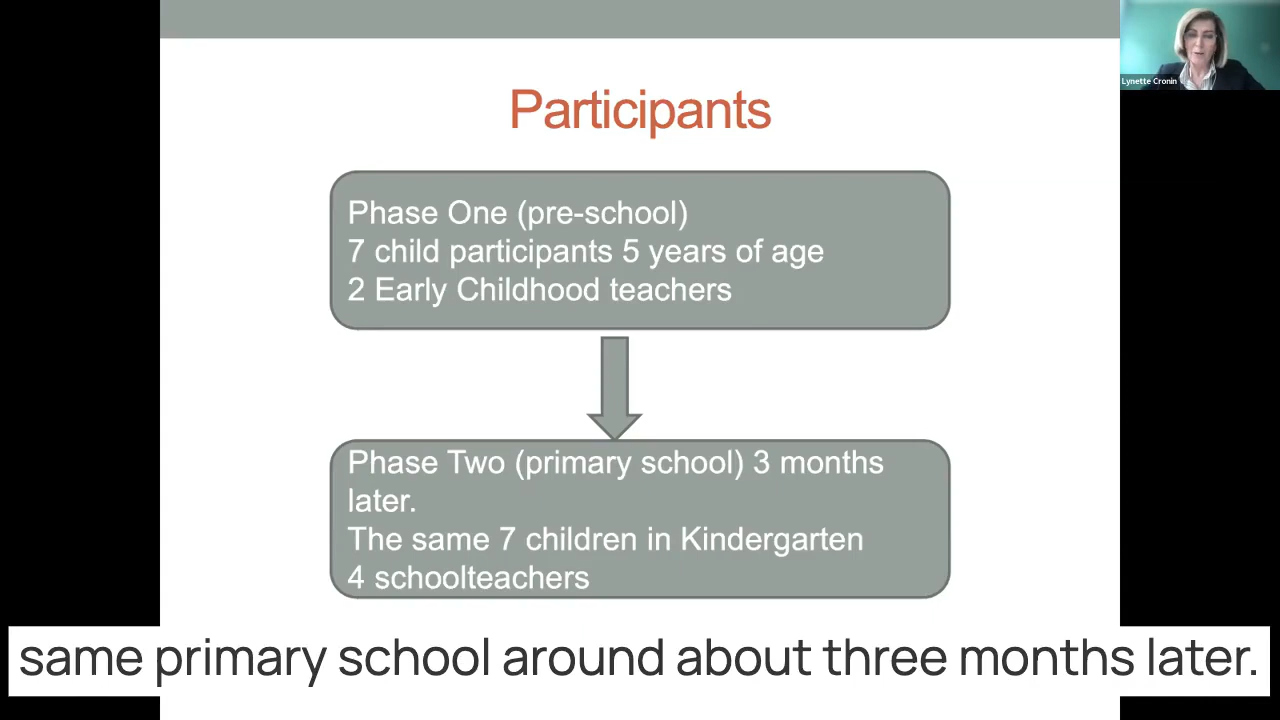 Lynette Cronin
Participants
Phase One (pre-school)
7 child participants 5 years of age
2 Early Childhood teachers
Phase Two (primary school) 3 months
later.
The same 7 children in Kindergarten
4 schoolteachers
same primary school around about three months later.